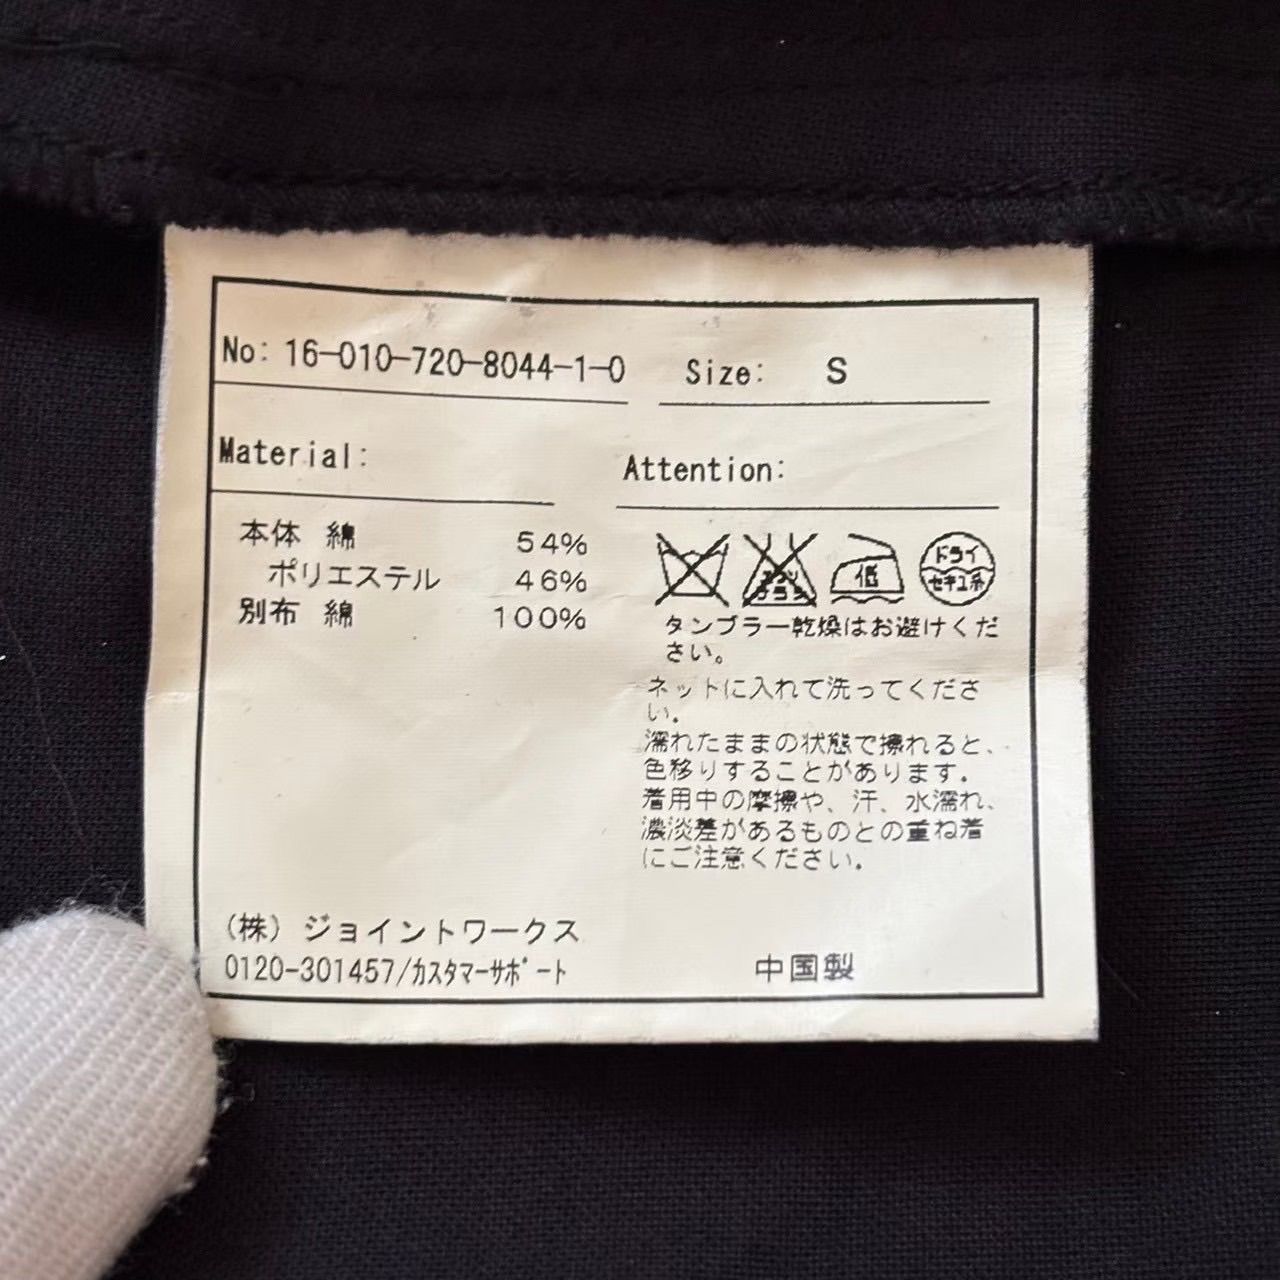 No: 16-010-720-8044-1-0
Size: S
Material:
本体 綿 54%
ポリエステル 46%
別布 綿 100%
Attention:
エンソ
サラシ
低
ドライ
セキユ系
タンブラー乾燥はお避けくだ
さい。
ネットに入れて洗ってくださ
い。
濡れたままの状態で擦れると、
色移りすることがあります。
着用中の摩擦や、汗、水濡れ、
濃淡差があるものとの重ね着
にご注意ください。
(株) ジョイントワークス
0120-301457/カスタマーサポート
中国製